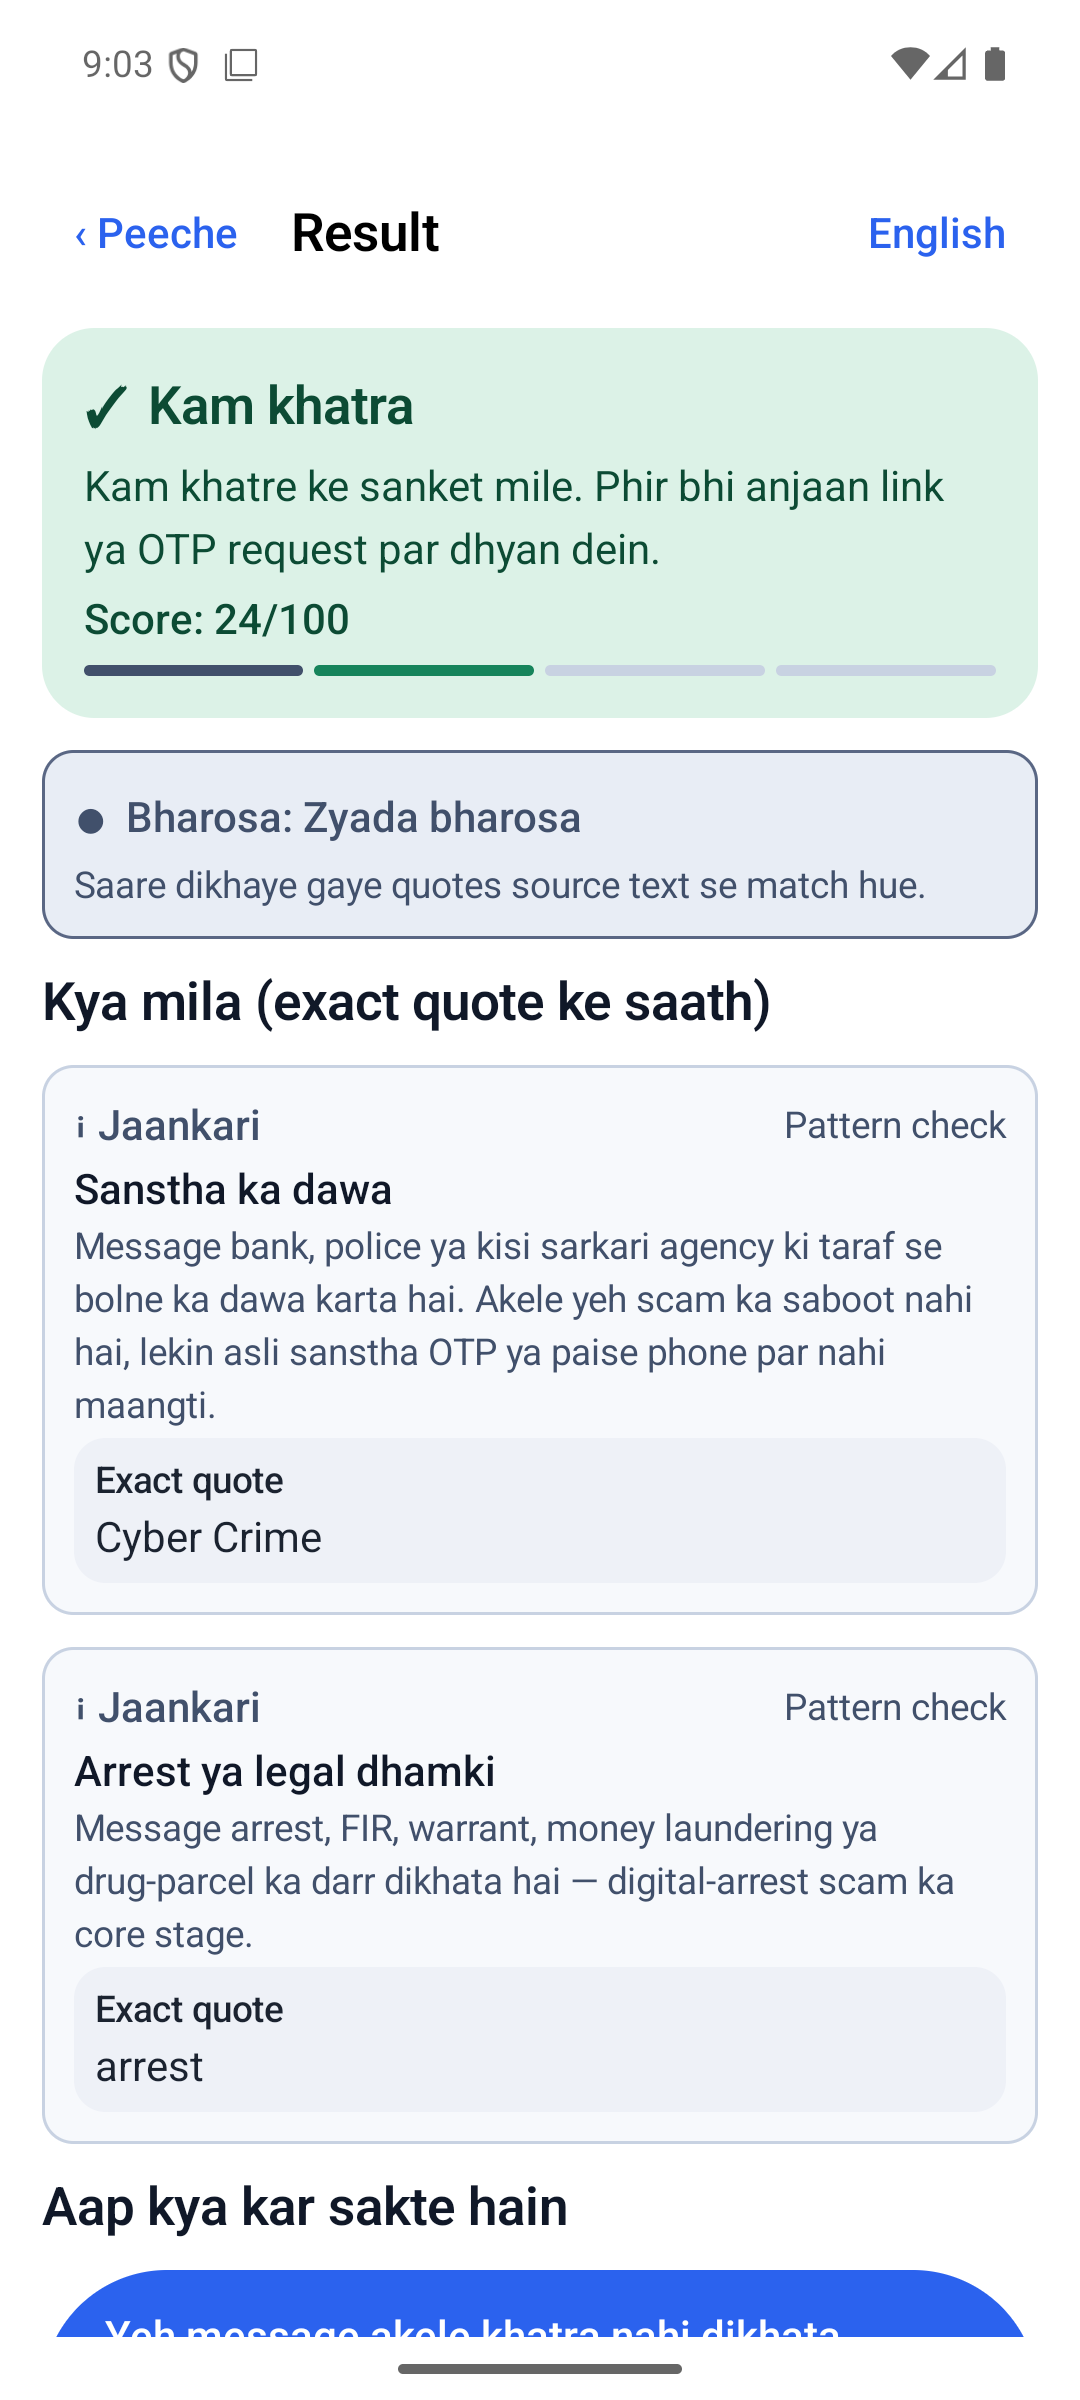 9:03
‹ Peeche
Result
English
✓ Kam khatra
Kam khatre ke sanket mile. Phir bhi anjaan link
ya OTP request par dhyan dein.
Score: 24/100
● Bharosa: Zyada bharosa
Saare dikhaye gaye quotes source text se match hue.
Kya mila (exact quote ke saath)
i Jaankari
Pattern check
Sanstha ka dawa
Message bank, police ya kisi sarkari agency ki taraf se
bolne ka dawa karta hai. Akele yeh scam ka saboot nahi
hai, lekin asli sanstha OTP ya paise phone par nahi
maangti.
Exact quote
Cyber Crime
i Jaankari
Pattern check
Arrest ya legal dhamki
Message arrest, FIR, warrant, money laundering ya
drug-parcel ka darr dikhata hai — digital-arrest scam ka
core stage.
Exact quote
arrest
Aap kya kar sakte hain
Yeh message akele khatra nahi dikhata